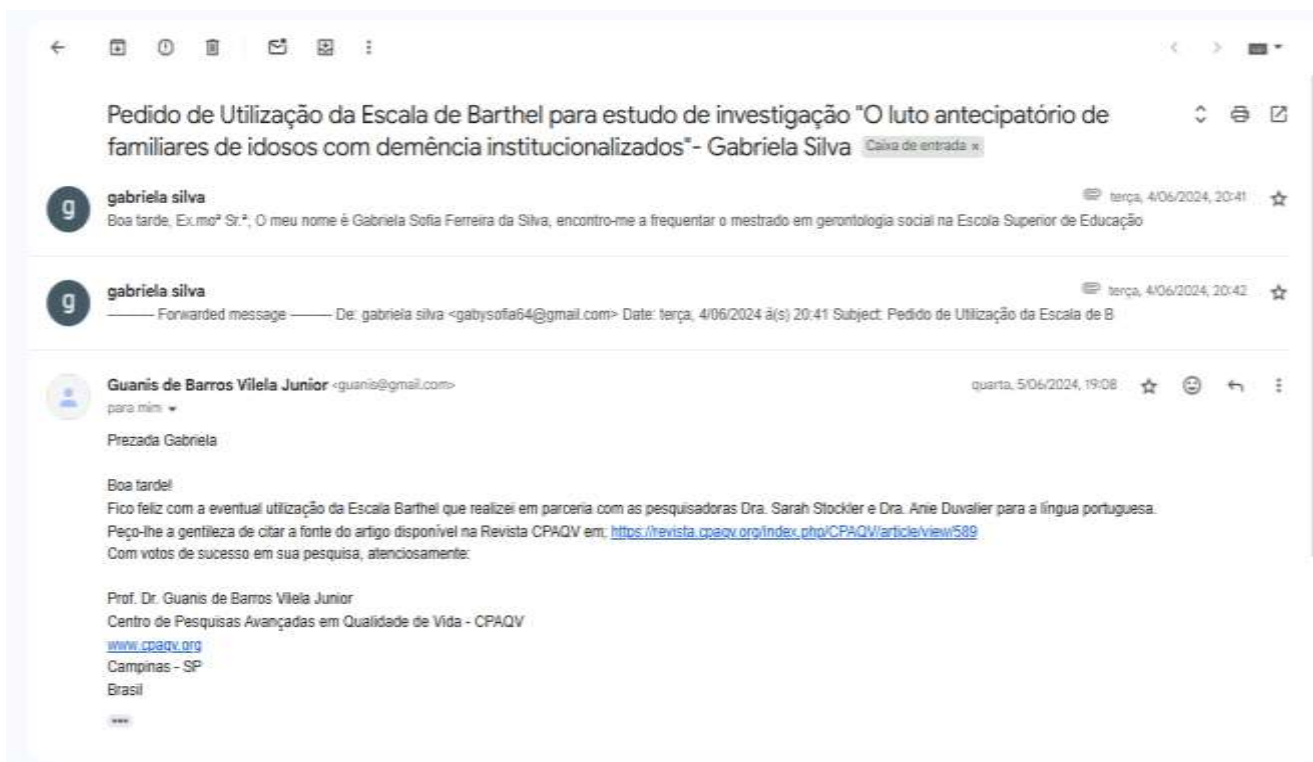 Pedido de Utilização da Escala de Barthel para estudo de investigação "O luto antecipatório de
familiares de idosos com demência institucionalizados"- Gabriela Silva Caixa de entrada x
gabriela silva terça, 4/06/2024, 20:41
Boa tarde, Ex.moª Sr.ª; O meu nome é Gabriela Sofia Ferreira da Silva, encontro-me a frequentar o mestrado em gerontologia social na Escola Superior de Educação
gabriela silva terça, 4/06/2024, 20:42
——— Forwarded message ——— De: gabriela silva <gabysofia64@gmail.com> Date: terça, 4/06/2024 à(s) 20:41 Subject: Pedido de Utilização da Escala de B
Guanis de Barros Vilela Junior <guanis@gmail.com> quarta, 5/06/2024, 19:08
para mim
Prezada Gabriela
Boa tarde!
Fico feliz com a eventual utilização da Escala Barthel que realizei em parceria com as pesquisadoras Dra. Sarah Stockler e Dra. Anie Duvalier para a língua portuguesa.
Peço-lhe a gentileza de citar a fonte do artigo disponível na Revista CPAQV em; https://revista.cpaqv.org/index.php/CPAQV/article/view/589
Com votos de sucesso em sua pesquisa, atenciosamente:
Prof. Dr. Guanis de Barros Vilela Junior
Centro de Pesquisas Avançadas em Qualidade de Vida - CPAQV
www.cpaqv.org
Campinas - SP
Brasil